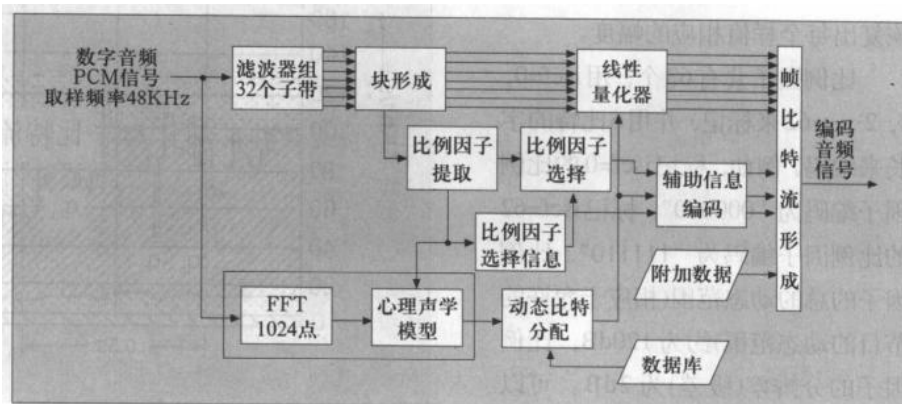 数字音频
PCM信号
取样频率48KHz
滤波器组
32个子带
块形成
线性
量化器
帧比特流形成
编码
音频
信号
比例因子
提取
比例因子
选择
辅助信息
编码
比例因子
选择信息
附加数据
FFT
1024点
心理声学
模型
动态比特
分配
数据库